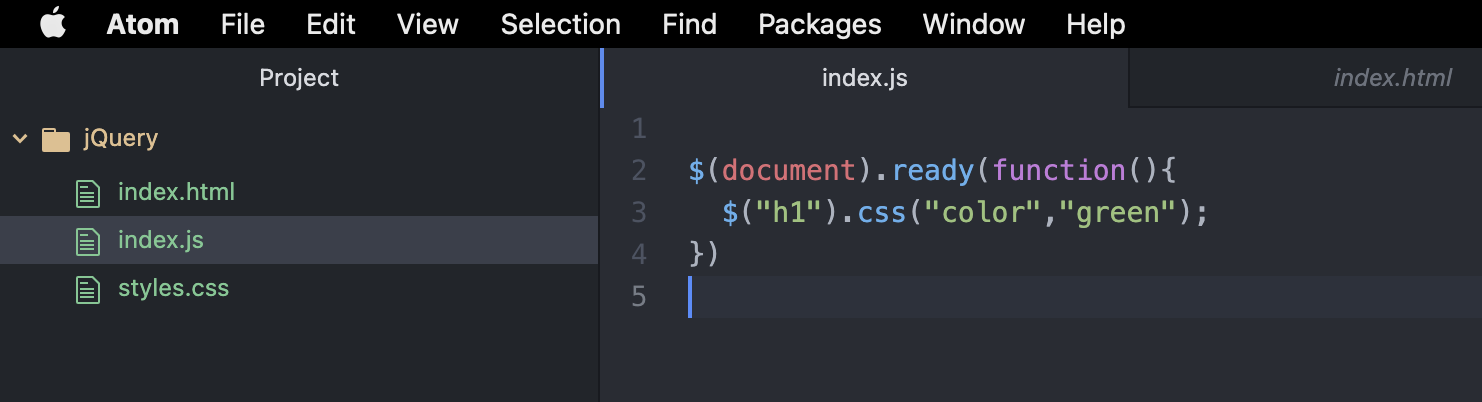 Atom File Edit View Selection Find Packages Window Help
Project
jQuery
index.html
index.js
styles.css
index.js index.html
1
2 $(document).ready(function(){
3   $("h1").css("color","green");
4 })
5